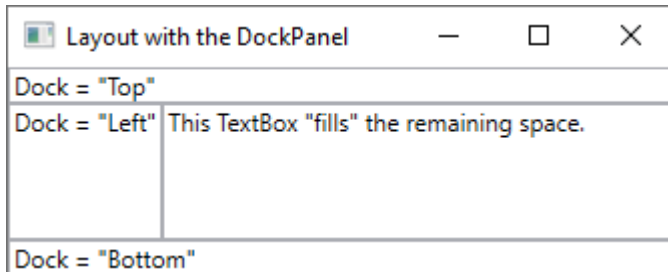 Layout with the DockPanel
Dock = "Top"
Dock = "Left" This TextBox "fills" the remaining space.
Dock = "Bottom"